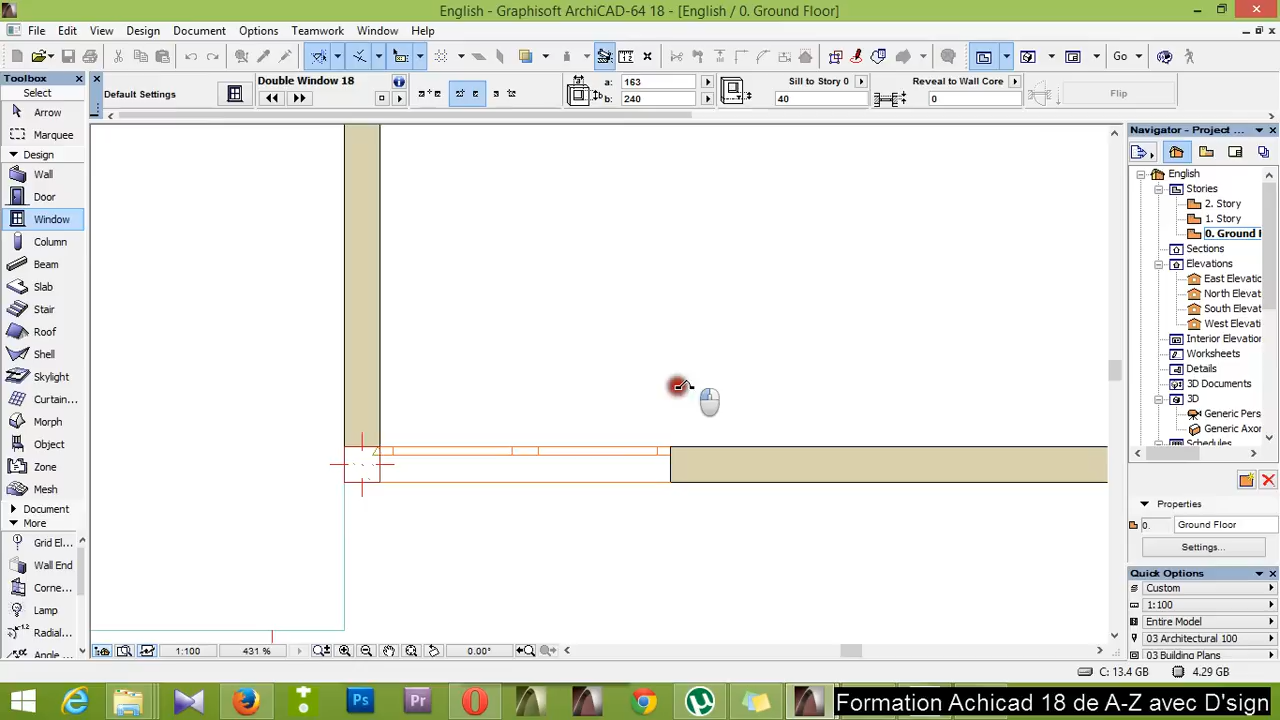 English - Graphisoft ArchiCAD-64 18 - [English / 0. Ground Floor]
File Edit View Design Document Options Teamwork Window Help
Go
Toolbox
Select
Arrow
Marquee
Design
Wall
Door
Window
Column
Beam
Slab
Stair
Roof
Shell
Skylight
Curtain...
Morph
Object
Zone
Mesh
Document
More
Grid El...
Wall End
Corne...
Lamp
Radial...
Angle ...
Default Settings
Double Window 18
a: 163
b: 240
Sill to Story 0
40
Reveal to Wall Core
0
Flip
Navigator - Project ...
English
Stories
2. Story
1. Story
0. Ground F
Sections
Elevations
East Elevatio
North Elevat
South Elevat
West Elevati
Interior Elevation
Worksheets
Details
3D Documents
3D
Generic Pers
Generic Axon
Schedules
Properties
0. Ground Floor
Settings...
Quick Options
Custom
1:100
Entire Model
03 Architectural 100
03 Building Plans
1:100 431 % 0.00°
C: 13.4 GB 4.29 GB
Ps Pr
Formation Achicad 18 de A-Z avec D'sign